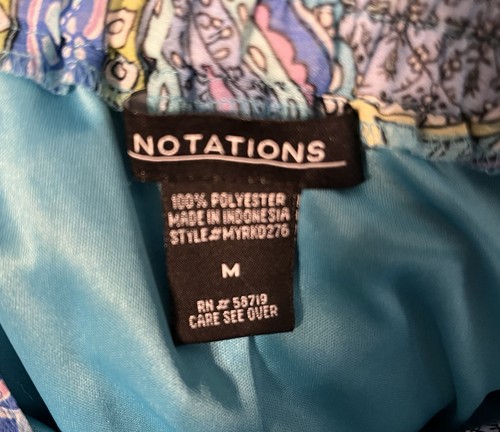 NOTATIONS
100% POLYESTER
MADE IN INDONESIA
STYLE#MYRKD276
M
RN # 58719
CARE SEE OVER